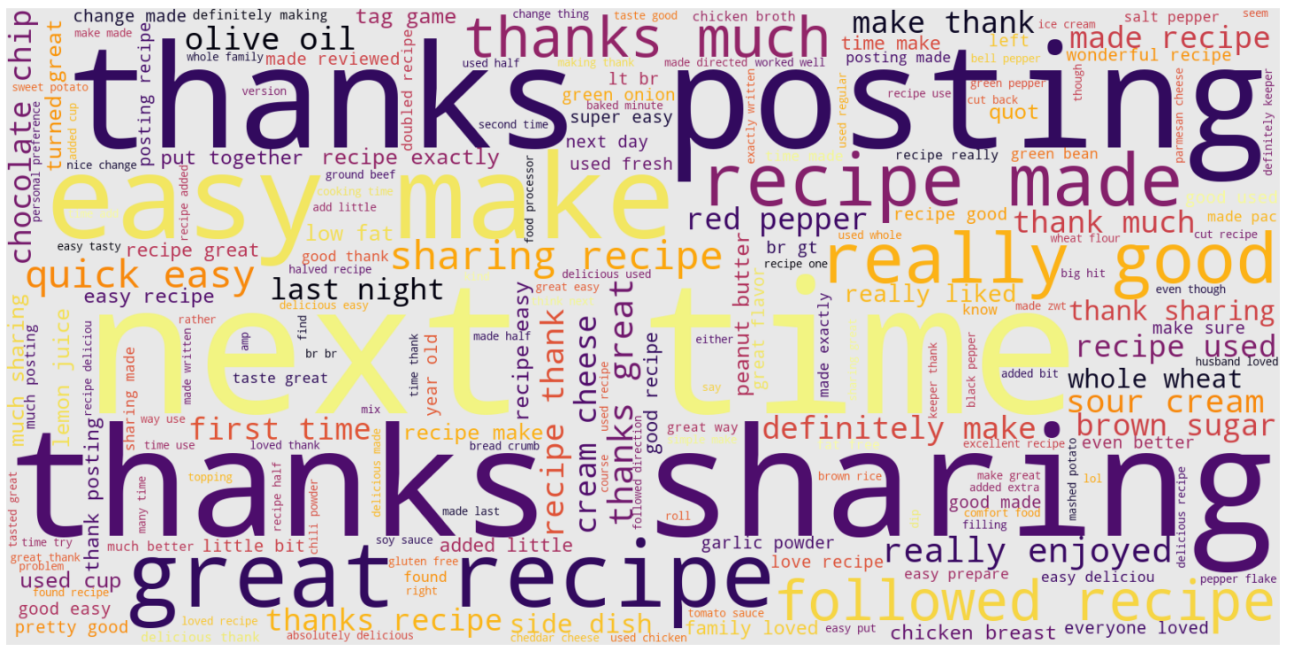 change made
definitely making
tag game
change thing
taste good
chicken broth
make thank
ice cream
salt pepper
seem
make made
olive oil
thanks much
time make
left
made recipe
whole family
made reviewed
used half
making thank
made directed
worked well
posting made
bell pepper
wonderful recipe
chocolate chip
turned great
sweet potato
posting recipe
thanks posting
version
doubled recipe
lt br
green onion
baked minute
super easy
second time
exactly written
used regular
recipe use
green pepper
cut back
quot
though
parmesan cheese
definitely keeper
added cup
personal preference
nice change
put together
recipe exactly
next day
used fresh
recipe really
green bean
ground beef
easy make
cooking time
add little
food processor
recipe made
good used
recipe added
low fat
red pepper
recipe good
thank much
made pac
easy tasty
recipe great
good thank
sharing recipe
br gt
used whole
really good
wheat flour
cut recipe
quick easy
halved recipe
delicious used
recipe one
big hit
last night
great easy
peanut butter
great flavor
really liked
even though
easy recipe
delicious easy
know
made zwt
thank sharing
much sharing
much posting
lemon juice
recipe deliciou
rather
next time
find
made half
either
made exactly
make sure
recipe used
made written
amp
br br
time thank
year old
recipe easy
recipe thank
cream cheese
thanks great
good recipe
husband loved
taste great
say
keeper thank
black pepper
added bit
whole wheat
sour cream
sharing made
mix
way use
first time
recipe make
course
used recipe
great way
definitely make
brown sugar
time use
loved thank
bread crumb
excellent recipe
even better
thank posting
thanks sharing
tasted great
many time
topping
recipe half
chili powder
delicious made
followed direction
brown rice
make great
added extra
good made
mashed potato
lol
comfort food
filling
made last
roll
delicious recipe
time try
much better
little bit
soy sauce
added little
garlic powder
really enjoyed
great thank
problem
great recipe
gluten free
love recipe
easy prepare
easy deliciou
pepper flake
used cup
found recipe
found
right
followed recipe
good easy
loved recipe
thanks recipe
side dish
tomato sauce
pretty good
delicious thank
absolutely delicious
cheddar cheese
used chicken
family loved
easy put
chicken breast
everyone loved